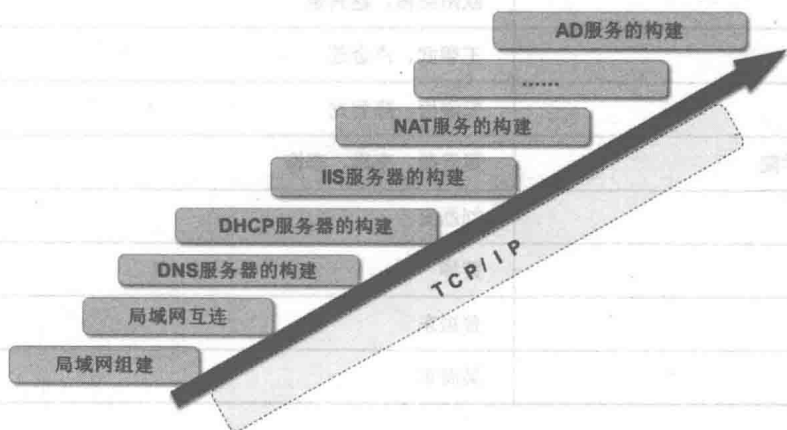 AD服务的构建
……
NAT服务的构建
IIS服务器的构建
DHCP服务器的构建
DNS服务器的构建
局域网互连
局域网组建
TCP/IP